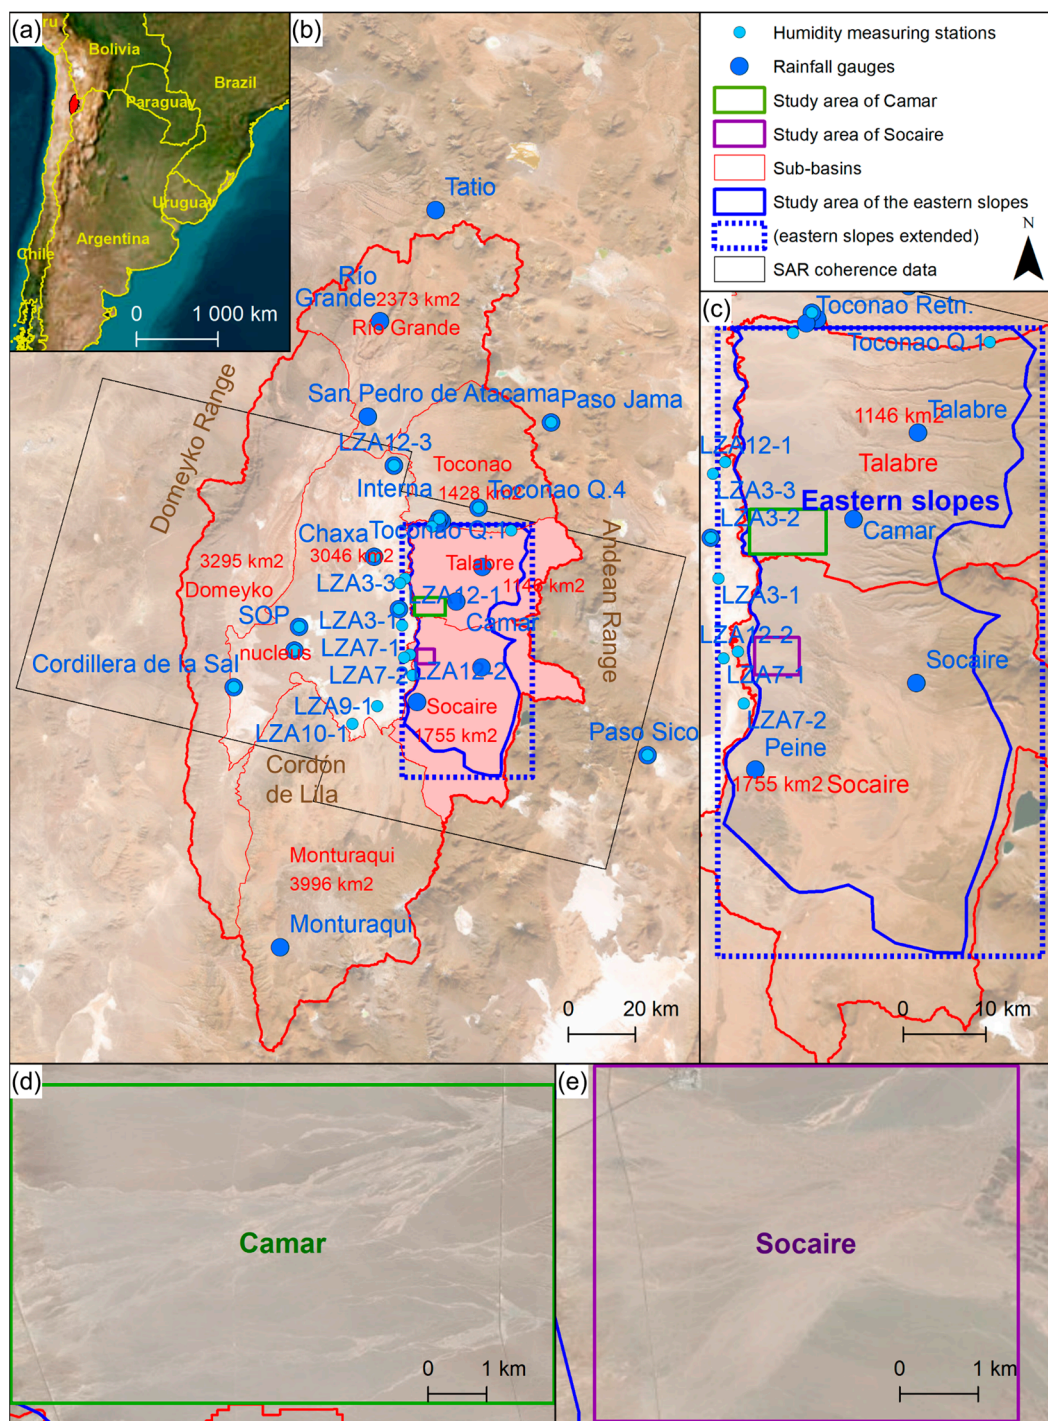 (a)
ru
Bolivia
Brazil
Paraguay
Uruguay
Argentina
Chile
0 1 000 km
(b)
Tatio
Río
Grande
2373 km2
Río Grande
San Pedro de Atacama
Paso Jama
LZA12-3
Toconao
Interna
1428 km2
Toconao Q.4
Domeyko Range
Chaxa
Toconao Q.1
3295 km2
3046 km2
Talabre
Andean Range
Domeyko
LZA3-3
LZA12-1
1146 km2
SOP
LZA3-1
Camar
nucleus
LZA7-1
Cordillera de la Sal
LZA7-2
LZA12-2
LZA9-1
Socaire
LZA10-1
1755 km2
Paso Sico
Cordón
de Lila
Monturaqui
3996 km2
Monturaqui
0 20 km
Humidity measuring stations
Rainfall gauges
Study area of Camar
Study area of Socaire
Sub-basins
Study area of the eastern slopes
(eastern slopes extended)
SAR coherence data
N
(c)
Toconao Retn.
Toconao Q.1
1146 km2
Talabre
LZA12-1
Talabre
LZA3-3
Eastern slopes
LZA3-2
Camar
LZA3-1
LZA12-2
LZA7-1
Socaire
LZA7-2
Peine
1755 km2
Socaire
0 10 km
(d)
Camar
0 1 km
(e)
Socaire
0 1 km